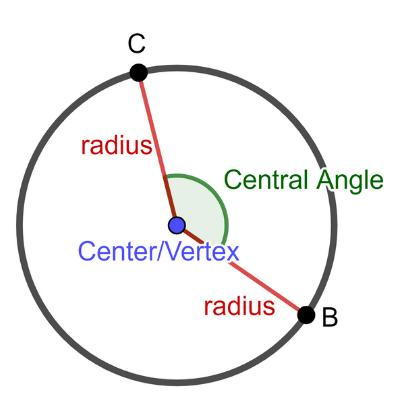 C
radius
Central Angle
Center/Vertex
radius
B